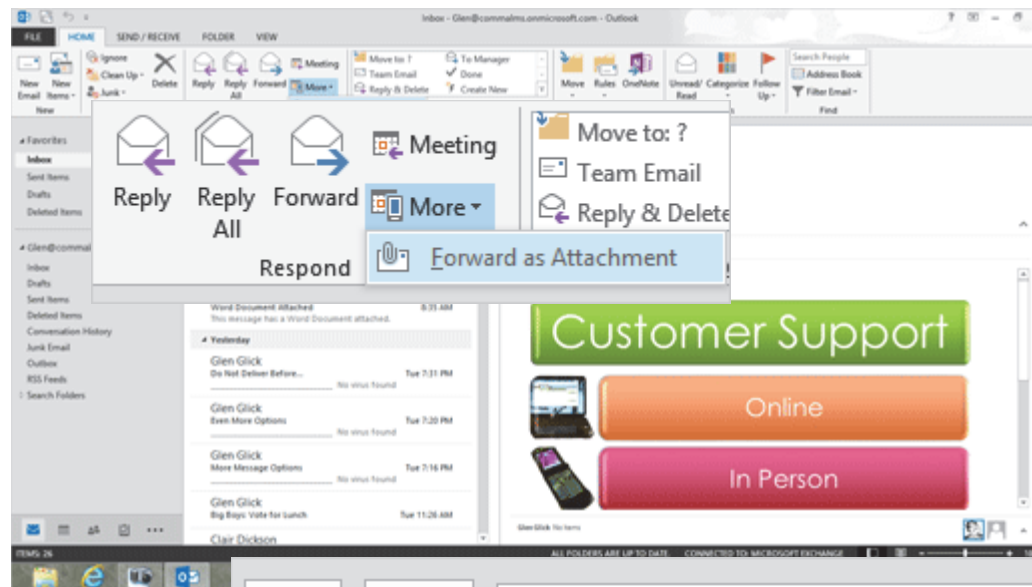 Inbox - Glen@commalms.onmicrosoft.com - Outlook
FILE HOME SEND / RECEIVE FOLDER VIEW
New Email
New Items
Ignore
Clean Up
Junk
Delete
Reply
Reply All
Forward
Meeting
More
Move to: ?
Team Email
Reply & Delete
To Manager
Done
Create New
Move
Rules
OneNote
Unread/ Read
Categorize
Follow Up
Search People
Address Book
Filter Email
New
Find
Reply
Reply All
Forward
Meeting
More
Respond
Forward as Attachment
Move to: ?
Team Email
Reply & Delete
Favorites
Inbox
Sent Items
Drafts
Deleted Items
Glen@commal
Inbox
Drafts
Sent Items
Deleted Items
Conversation History
Junk Email
Outbox
RSS Feeds
Search Folders
Word Document Attached 8:35 AM
This message has a Word Document attached.
Yesterday
Glen Glick
Do Not Deliver Before... Tue 7:31 PM
No virus found
Glen Glick
Even More Options Tue 7:20 PM
No virus found
Glen Glick
More Message Options Tue 7:16 PM
No virus found
Glen Glick
Big Boys: Vote for Lunch Tue 11:26 AM
Clair Dickson
Customer Support
Online
In Person
Glen Glick No Items
ITEMS: 26
ALL FOLDERS ARE UP TO DATE. CONNECTED TO: MICROSOFT EXCHANGE